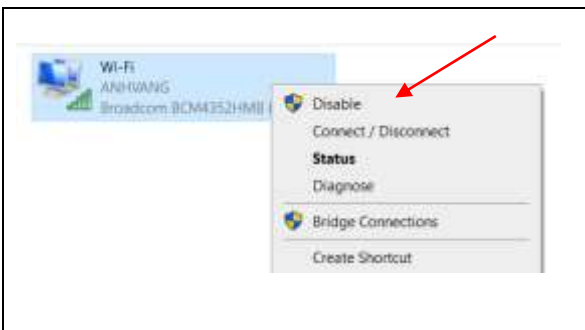 Wi-Fi
ANHVANG
Broadcom BCM4352HMB
Disable
Connect / Disconnect
Status
Diagnose
Bridge Connections
Create Shortcut